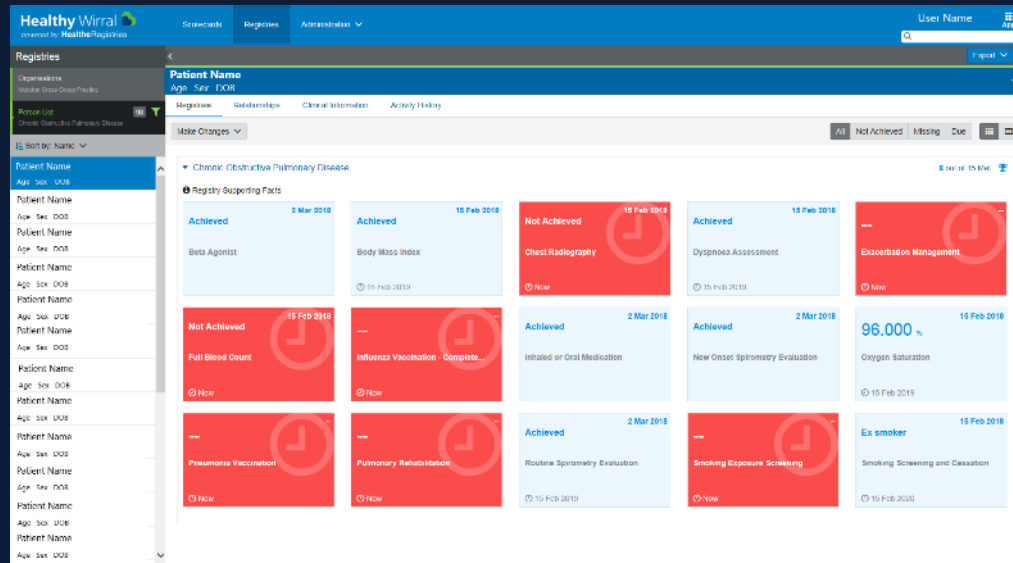 Healthy Wirral
powered by HealtheRegistries
Scorecards
Registries
Administration
User Name
Registries
Export
Organisations
Moreton Cross Group Practice
Person List
98
Chronic Obstructive Pulmonary Disease
Sort by: Name
Patient Name
Age Sex DOB
Patient Name
Age Sex DOB
Patient Name
Age Sex DOB
Patient Name
Age Sex DOB
Patient Name
Age Sex DOB
Patient Name
Age Sex DOB
Patient Name
Age Sex DOB
Patient Name
Age Sex DOB
Patient Name
Age Sex DOB
Patient Name
Age Sex DOB
Patient Name
Age Sex DOB
Patient Name
Age Sex DOB
Patient Name
Age Sex DOB
Registries
Relationships
Clinical Information
Activity History
Make Changes
All
Not Achieved
Missing
Due
Chronic Obstructive Pulmonary Disease
8 out of 15 Met
Registry Supporting Facts
2 Mar 2018
Achieved
Beta Agonist
15 Feb 2018
Achieved
Body Mass Index
15 Feb 2019
15 Feb 2018
Not Achieved
Chest Radiography
Now
15 Feb 2018
Achieved
Dyspnoea Assessment
15 Feb 2019
--
--
Exacerbation Management
Now
15 Feb 2018
Not Achieved
Full Blood Count
Now
--
--
Influenza Vaccination - Complete...
Now
2 Mar 2018
Achieved
Inhaled or Oral Medication
2 Mar 2018
Achieved
New Onset Spirometry Evaluation
15 Feb 2018
96.000 %
Oxygen Saturation
15 Feb 2019
--
--
Pneumonia Vaccination
Now
--
--
Pulmonary Rehabilitation
Now
2 Mar 2018
Achieved
Routine Spirometry Evaluation
15 Feb 2019
--
--
Smoking Exposure Screening
Now
15 Feb 2018
Ex smoker
Smoking Screening and Cessation
15 Feb 2020